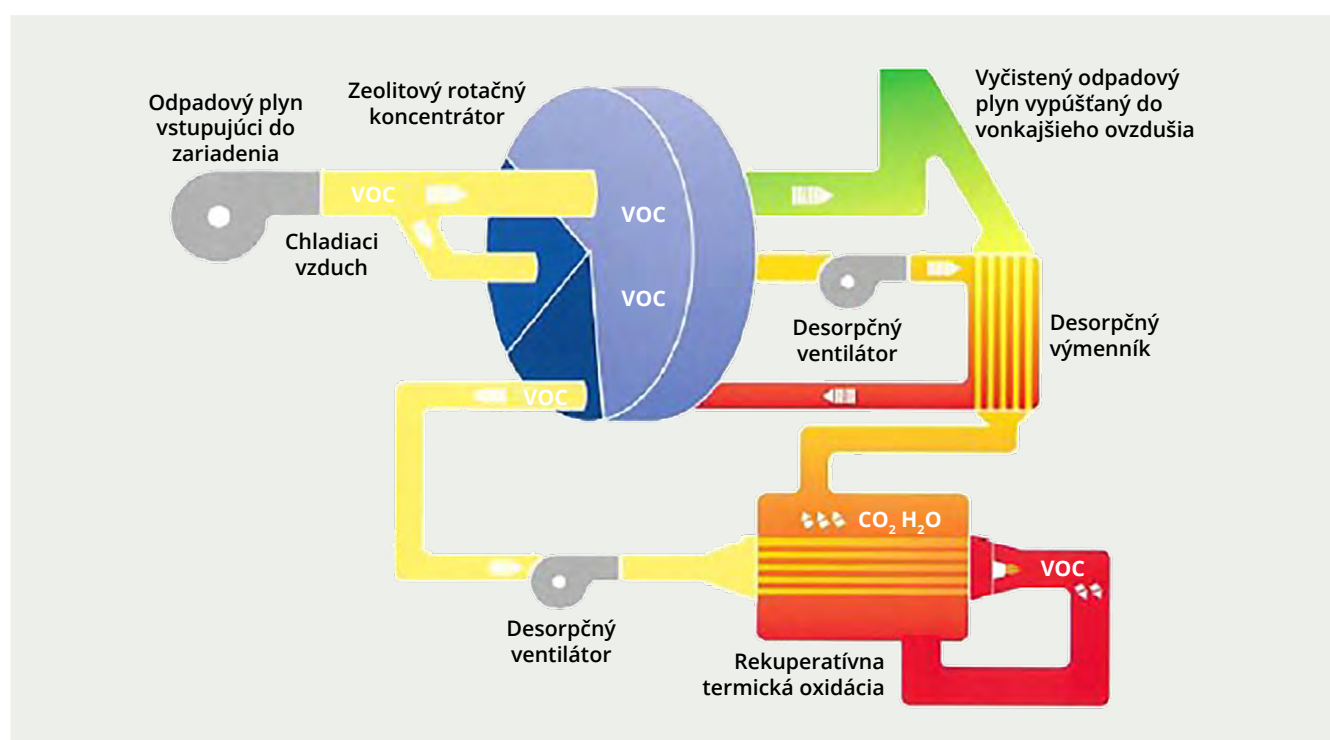 Odpadový plyn
vstupujúci do
zariadenia
Zeolitový rotačný
koncentrátor
Vyčistený odpadový
plyn vypúšťaný do
vonkajšieho ovzdušia
VOC
VOC
Chladiaci
vzduch
VOC
Desorpčný
ventilátor
Desorpčný
výmenník
VOC
CO₂ H₂O
VOC
Desorpčný
ventilátor
Rekuperatívna
termická oxidácia